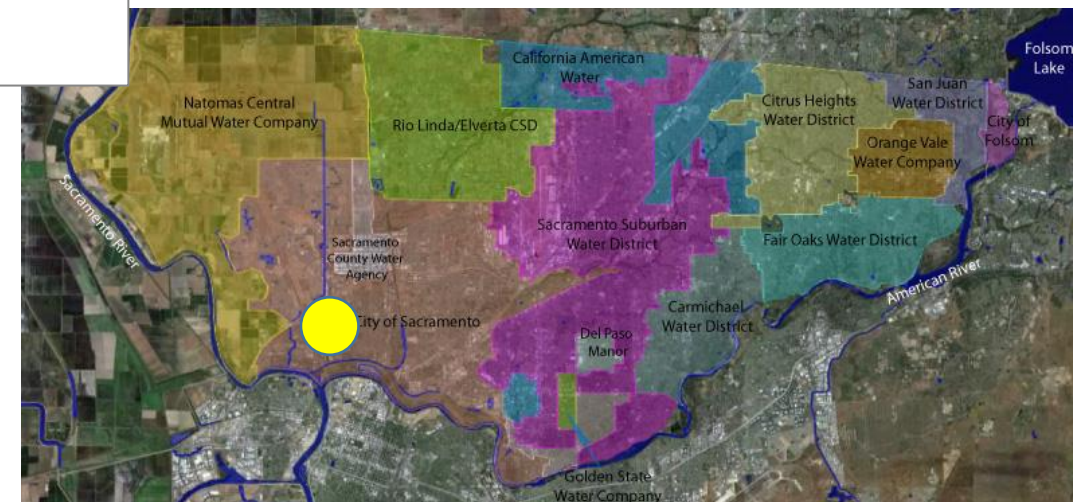 Folsom
Lake
California American
Water
San Juan
Water District
Natomas Central
Mutual Water Company
Citrus Heights
Water District
City of
Folsom
Rio Linda/Elverta CSD
Orange Vale
Water Company
Sacramento River
Sacramento Suburban
Water District
Fair Oaks Water District
Sacramento
County Water
Agency
American River
Carmichael
Water District
City of Sacramento
Del Paso
Manor
Golden State
Water Company